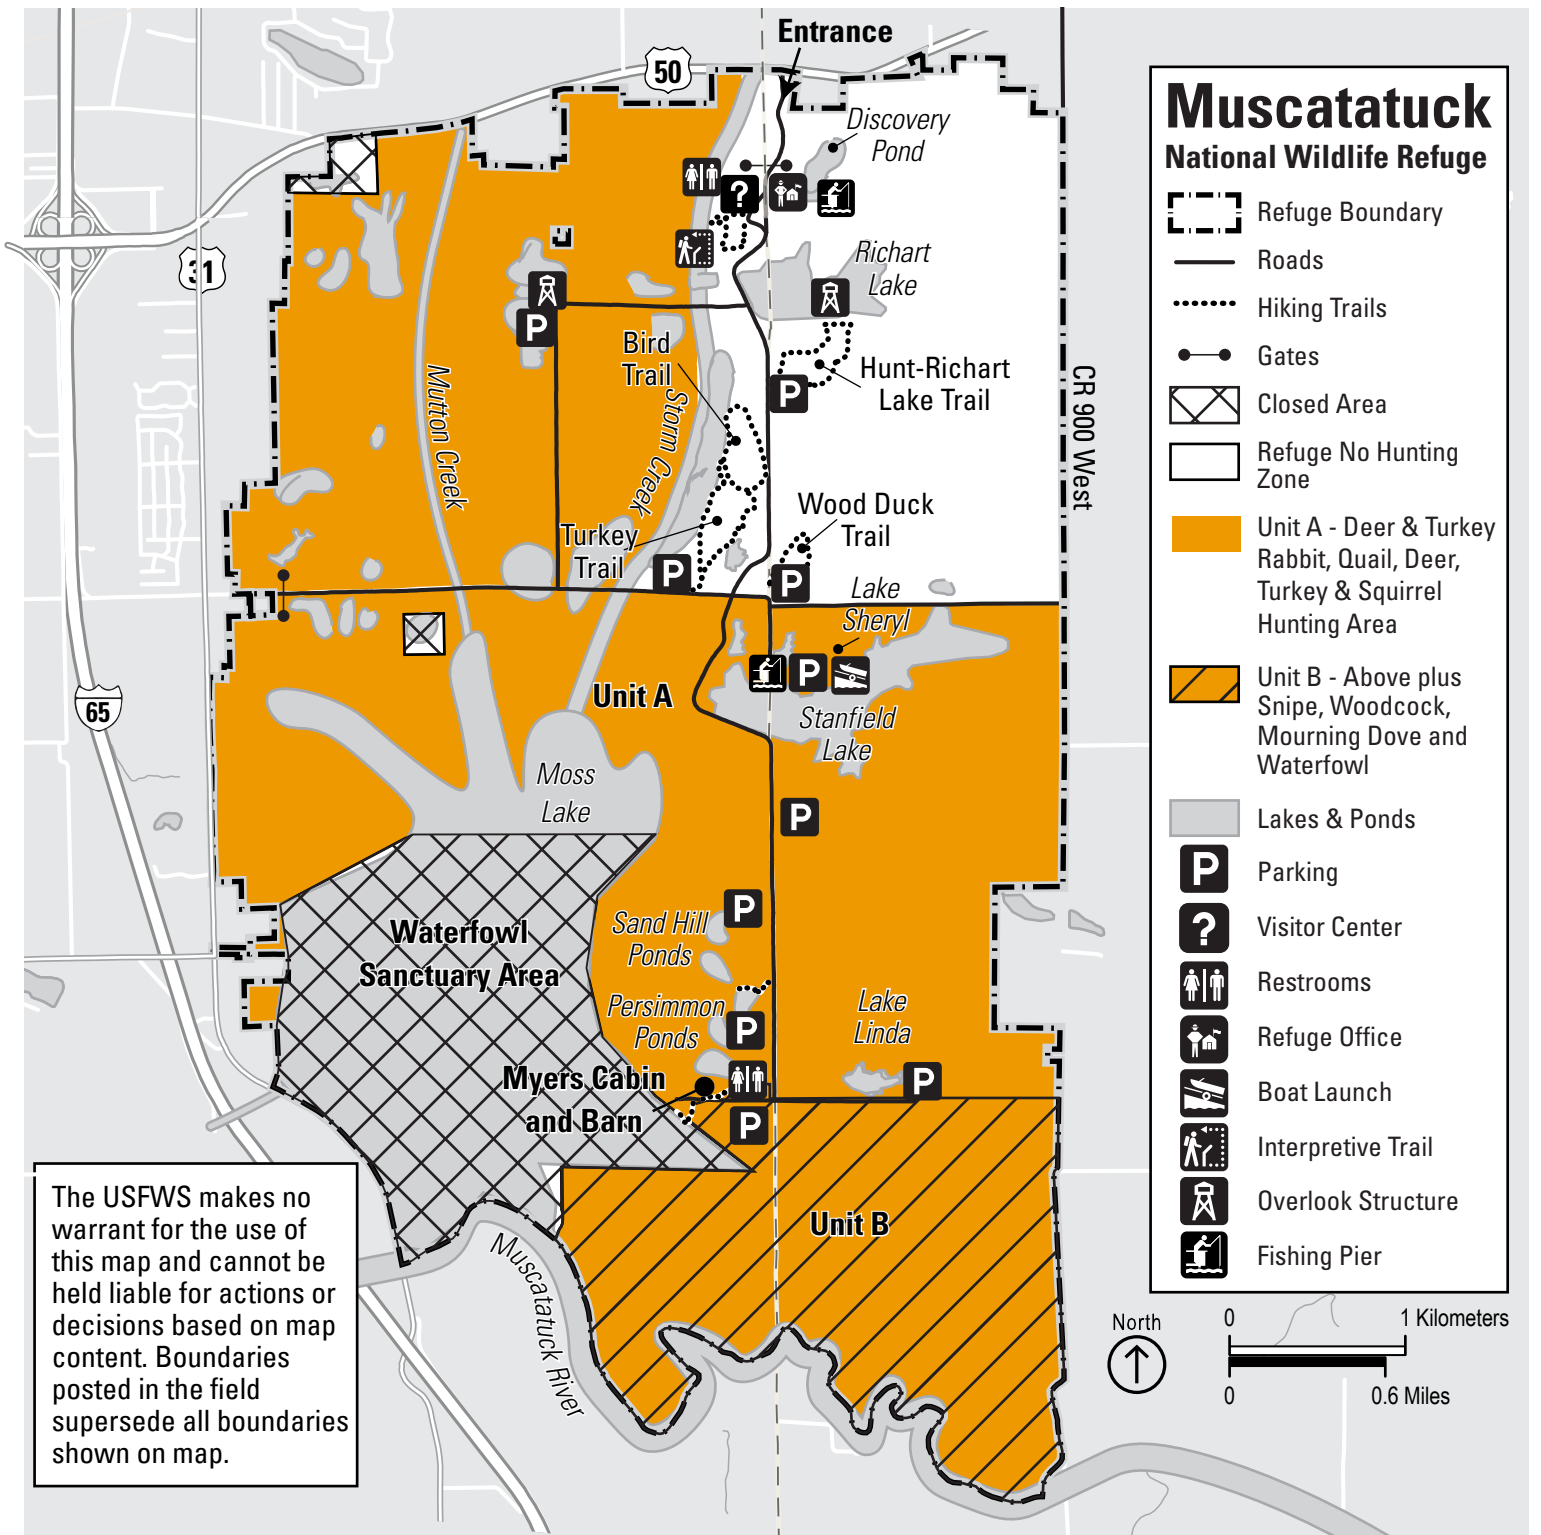 Entrance
50
Discovery
Pond
?
31
Richart
Lake
P
Bird
Trail
Hunt-Richart
Lake Trail
P
Mutton Creek
Storm Creek
CR 900 West
Wood Duck
Trail
Turkey
Trail
P
P
Lake
Sheryl
P
65
Unit A
Stanfield
Lake
Moss
Lake
P
P
Sand Hill
Ponds
Waterfowl
Sanctuary Area
Persimmon
Ponds
P
Lake
Linda
Myers Cabin
and Barn
P
P
Unit B
Muscatatuck River
The USFWS makes no
warrant for the use of
this map and cannot be
held liable for actions or
decisions based on map
content. Boundaries
posted in the field
supersede all boundaries
shown on map.
Muscatatuck
National Wildlife Refuge
Refuge Boundary
Roads
Hiking Trails
Gates
Closed Area
Refuge No Hunting
Zone
Unit A - Deer & Turkey
Rabbit, Quail, Deer,
Turkey & Squirrel
Hunting Area
Unit B - Above plus
Snipe, Woodcock,
Mourning Dove and
Waterfowl
Lakes & Ponds
P Parking
? Visitor Center
Restrooms
Refuge Office
Boat Launch
Interpretive Trail
Overlook Structure
Fishing Pier
North
0 1 Kilometers
0 0.6 Miles